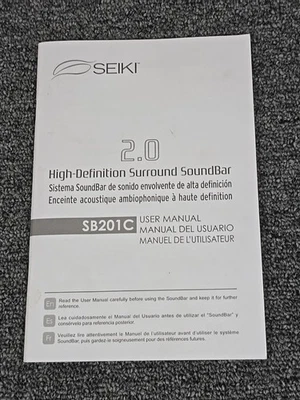 SEIKI
2.0
High-Definition Surround SoundBar
Sistema SoundBar de sonido envolvente de alta definición
Enceinte acoustique ambiophonique à haute definition
SB201C
USER MANUAL
MANUAL DEL USUARIO
MANUEL DE L'UTILISATEUR
En
Read the User Manual carefully before using the SoundBar and keep it for further
reference.
Es
Lea cuidadosamente el Manual del Usuario antes de utilizar el "SoundBar" y
consérvelo para referencia posterior.
Fr
Veuillez lire attentivement le Manuel de l'utilisateur avant d'utiliser le système
SoundBar, puis gardez le soigneusement pour des références futures.